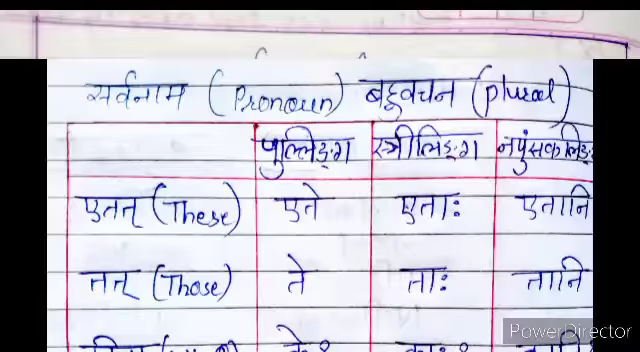 सर्वनाम (Pronoun) बहुवचन (plural)
पुल्लिङ्ग स्त्रीलिङ्ग नपुंसकलिङ्
एतत् (These) एते एताः एतानि
तत् (Those) ते ताः तानि
PowerDirector